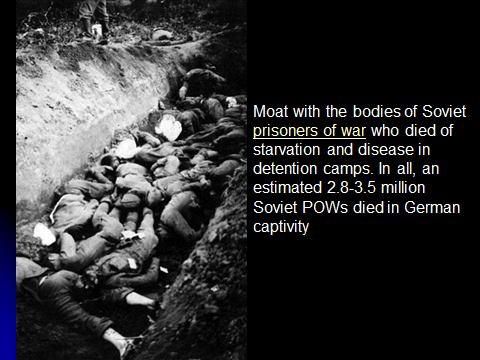 Moat with the bodies of Soviet
prisoners of war who died of
starvation and disease in
detention camps. In all, an
estimated 2.8-3.5 million
Soviet POWs died in German
captivity